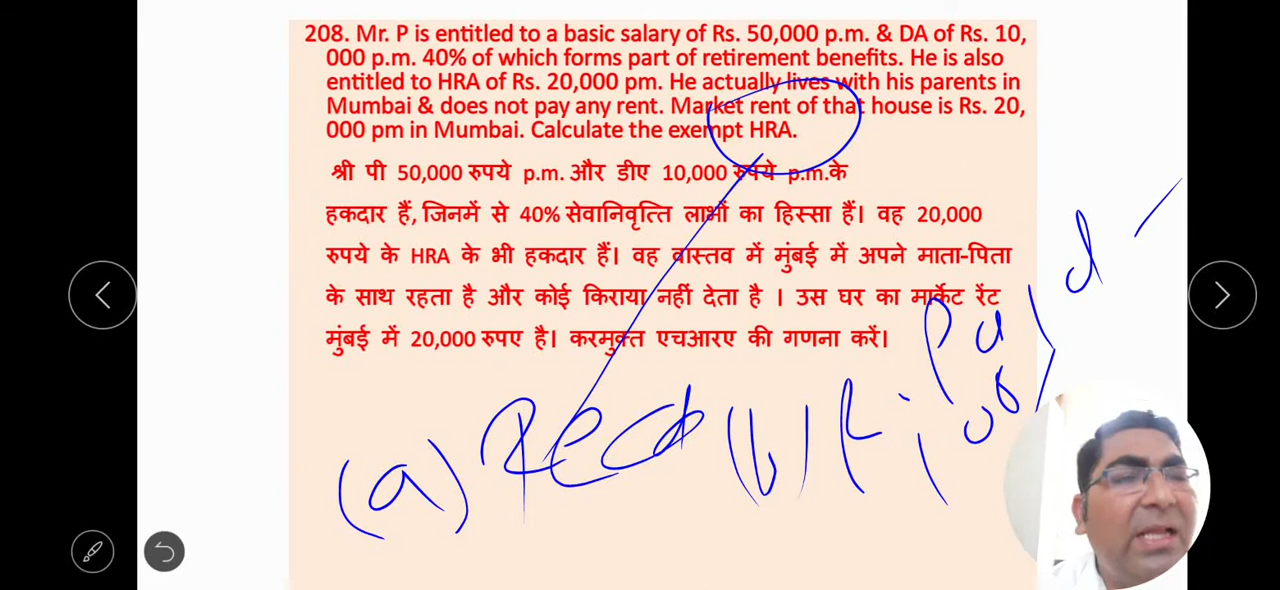 208. Mr. P is entitled to a basic salary of Rs. 50,000 p.m. & DA of Rs. 10,
000 p.m. 40% of which forms part of retirement benefits. He is also
entitled to HRA of Rs. 20,000 pm. He actually lives with his parents in
Mumbai & does not pay any rent. Market rent of that house is Rs. 20,
000 pm in Mumbai. Calculate the exempt HRA.
श्री पी 50,000 रुपये p.m. और डीए 10,000 रुपये p.m.के
हकदार हैं, जिनमें से 40% सेवानिवृत्ति लाभों का हिस्सा हैं। वह 20,000
रुपये के HRA के भी हकदार हैं। वह वास्तव में मुंबई में अपने माता-पिता
के साथ रहता है और कोई किराया नहीं देता है । उस घर का मार्केट रेंट
मुंबई में 20,000 रुपए है। करमुक्त एचआरए की गणना करें।
(a)
(b)